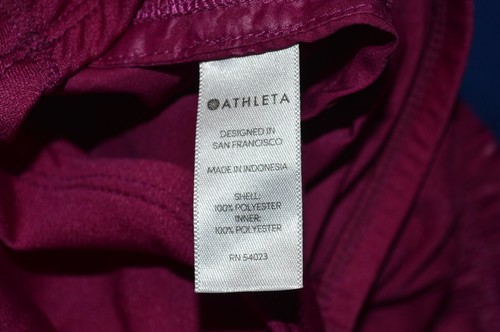 ATHLETA
DESIGNED IN
SAN FRANCISCO
MADE IN INDONESIA
SHELL:
100% POLYESTER
INNER:
100% POLYESTER
RN 54023